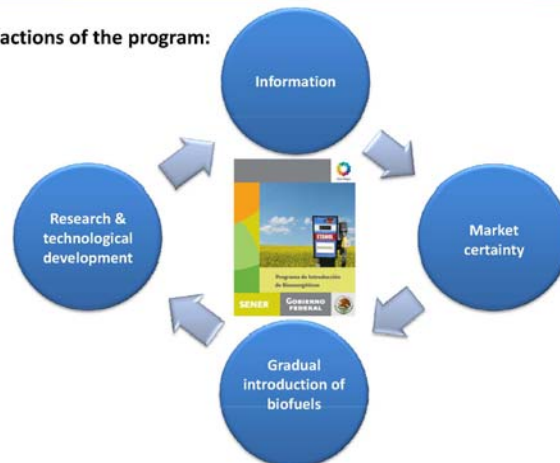 actions of the program:
Information
Research &
technological
development
Market
certainty
Programa de Introducción
de Bioenergéticos
SENER
GOBIERNO
FEDERAL
Gradual
introduction of
biofuels